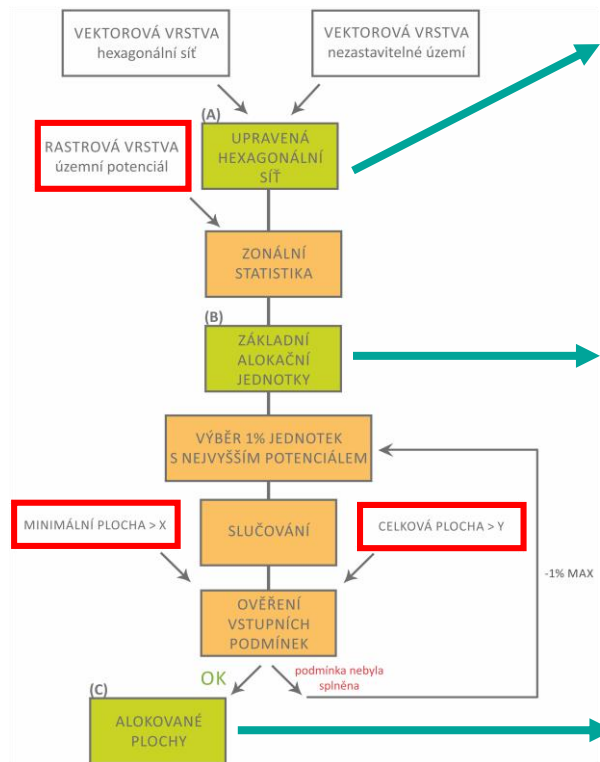 VEKTOROVÁ VRSTVA
hexagonální síť
VEKTOROVÁ VRSTVA
nezastavitelné území
(A)
UPRAVENÁ
HEXAGONÁLNÍ
SÍŤ
RASTROVÁ VRSTVA
územní potenciál
ZONÁLNÍ
STATISTIKA
(B)
ZÁKLADNÍ
ALOKAČNÍ
JEDNOTKY
VÝBĚR 1% JEDNOTEK
S NEJVYŠŠÍM POTENCIÁLEM
MINIMÁLNÍ PLOCHA > X
SLUČOVÁNÍ
CELKOVÁ PLOCHA > Y
-1% MAX
OVĚŘENÍ
VSTUPNÍCH
PODMÍNEK
OK
podmínka nebyla
splněna
(C)
ALOKOVANÉ
PLOCHY